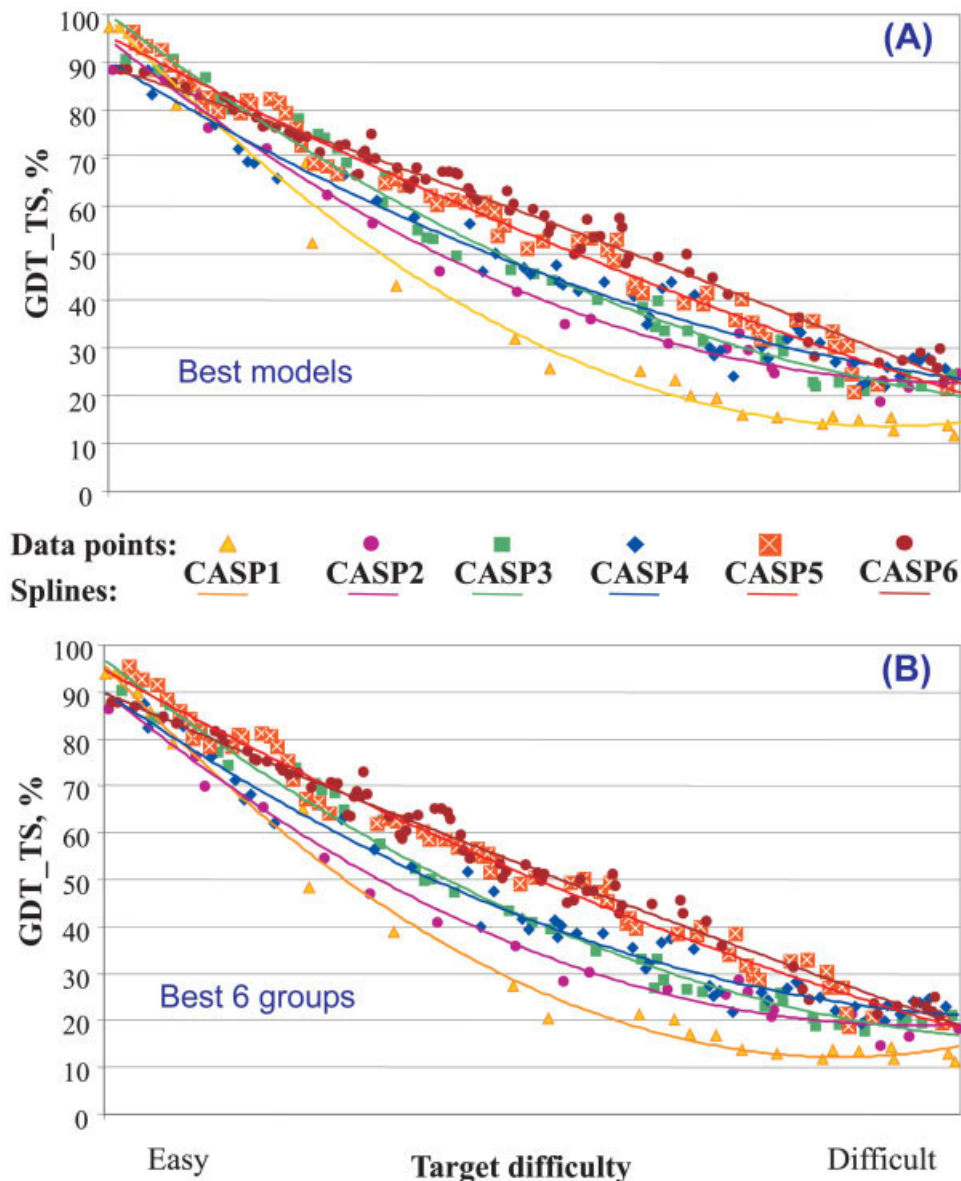 100
90
80
70
60
50
40
30
20
10
0
GDT_TS, %
(A)
Best models
Data points:
Splines:
CASP1 CASP2 CASP3 CASP4 CASP5 CASP6
100
90
80
70
60
50
40
30
20
10
0
GDT_TS, %
(B)
Best 6 groups
Easy Target difficulty Difficult